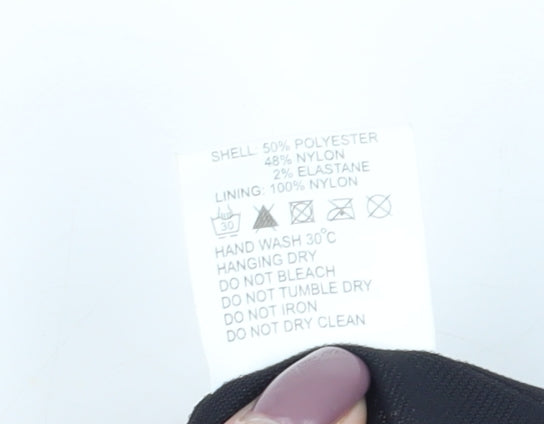 SHELL: 50% POLYESTER
48% NYLON
2% ELASTANE
LINING: 100% NYLON
30
HAND WASH 30°C
HANGING DRY
DO NOT BLEACH
DO NOT TUMBLE DRY
DO NOT IRON
DO NOT DRY CLEAN